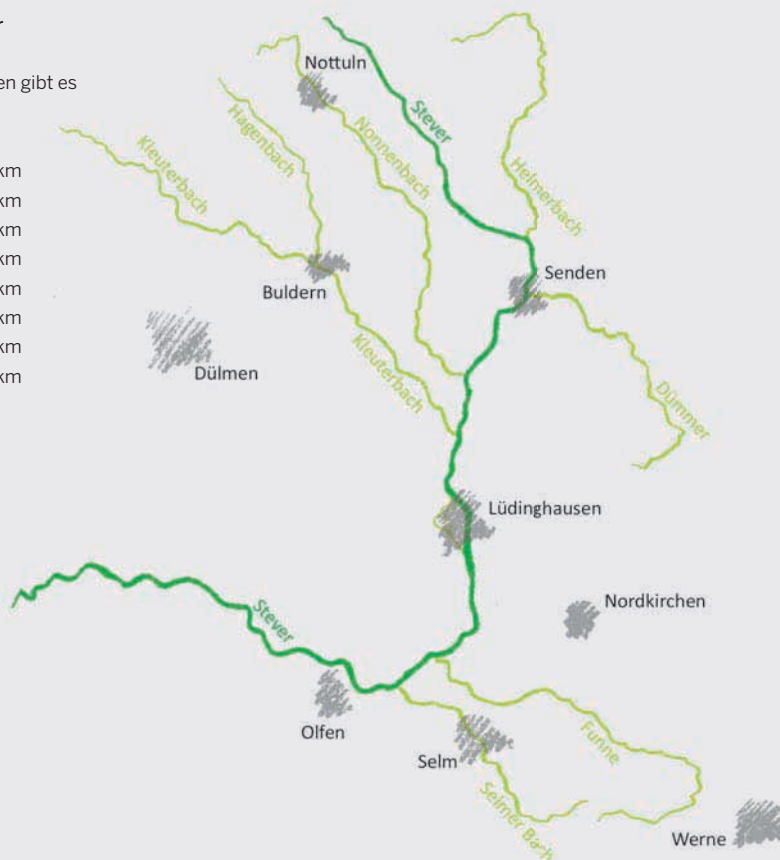 en gibt es
km
km
km
km
km
km
km
km
Nottuln
Stever
Hagenbach
Nonnenbach
Kleuterbach
Helmerbach
Senden
Buldern
Kleuterbach
Dülmen
Dümmer
Lüdinghausen
Nordkirchen
Stever
Olfen
Funne
Selm
Selmer Bach
Werne